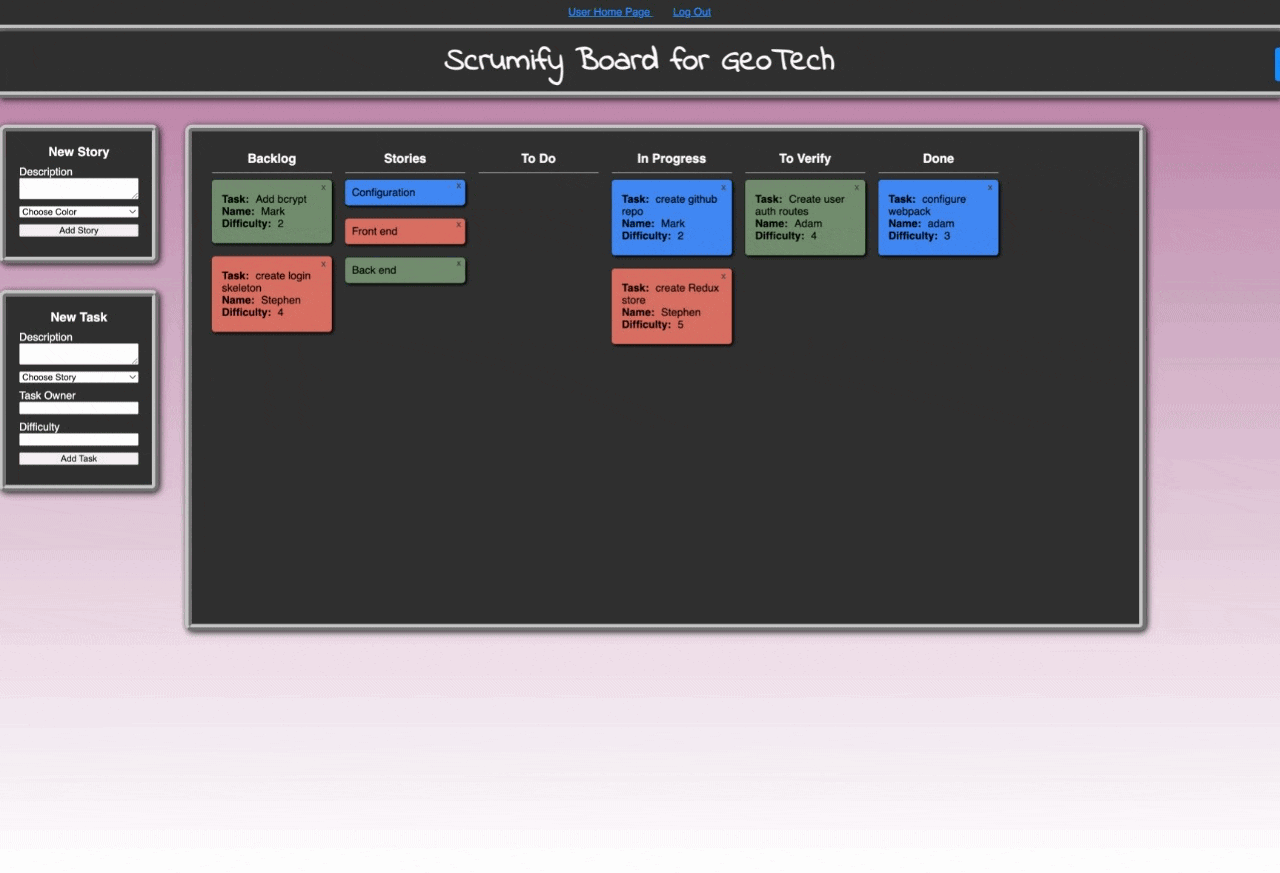 User Home Page Log Out
Scrumify Board for GeoTech
New Story
Description
Choose Color
Add Story
New Task
Description
Choose Story
Task Owner
Difficulty
Add Task
Backlog
x
Task: Add bcrypt
Name: Mark
Difficulty: 2
x
Task: create login
skeleton
Name: Stephen
Difficulty: 4
Stories
x
Configuration
x
Front end
x
Back end
To Do
In Progress
x
Task: create github
repo
Name: Mark
Difficulty: 2
x
Task: create Redux
store
Name: Stephen
Difficulty: 5
To Verify
x
Task: Create user
auth routes
Name: Adam
Difficulty: 4
Done
x
Task: configure
webpack
Name: adam
Difficulty: 3